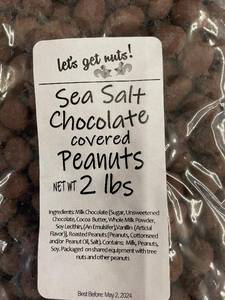 let's get nuts!
Sea Salt
Chocolate
covered
Peanuts
NET WT 2 lbs
Ingredients: Milk Chocolate {Sugar, Unsweetened
Chocolate, Cocoa Butter, Whole Milk Powder,
Soy Lecithin, (An Emulsifier),Vanillin (Artificial
Flavor)}, Roasted Peanuts {Peanuts, Cottonseed
and/or Peanut Oil, Salt}. Contains: Milk, Peanuts,
Soy. Packaged on shared equipment with tree
nuts and other peanuts
Best Before: May 2, 2024